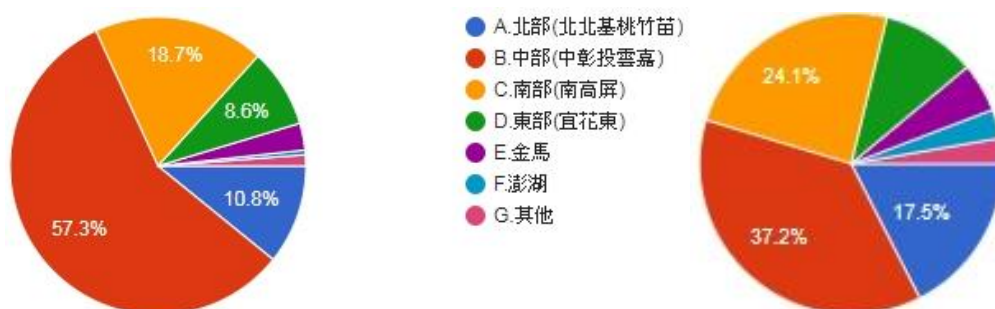 18.7%
8.6%
10.8%
57.3%
A.北部(北北基桃竹苗)
B.中部(中彰投雲嘉)
C.南部(南高屏)
D.東部(宜花東)
E.金馬
F.澎湖
G.其他
24.1%
17.5%
37.2%